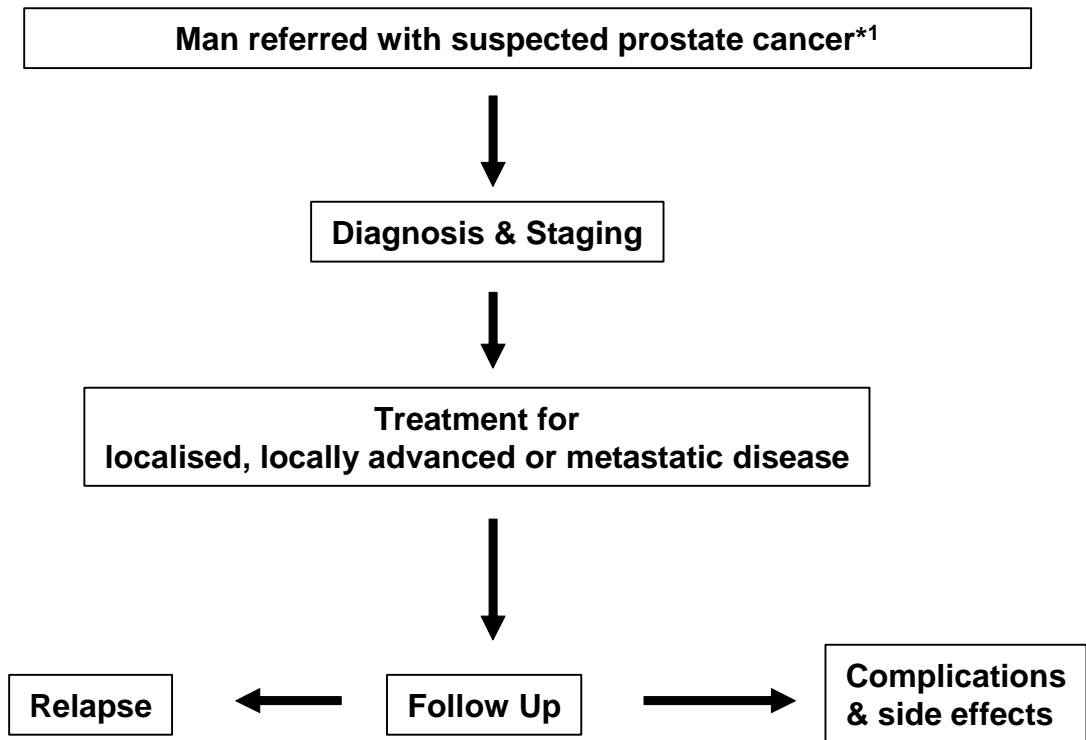 Man referred with suspected prostate cancer*1
Diagnosis & Staging
Treatment for
localised, locally advanced or metastatic disease
Relapse
Follow Up
Complications
& side effects